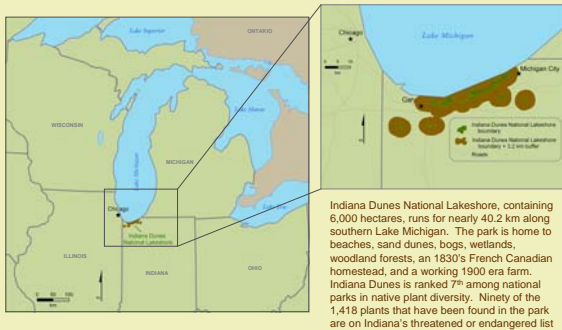 Lake Superior
ONTARIO
Lake Huron
WISCONSIN
Lake Michigan
MICHIGAN
Chicago
Indiana Dunes
National Lakeshore
ILLINOIS
INDIANA
OHIO
Chicago
Lake Michigan
Michigan City
Gary
Indiana Dunes National Lakeshore
boundary
Indiana Dunes National Lakeshore
boundary + 3.2 km buffer
Roads
Indiana Dunes National Lakeshore, containing
6,000 hectares, runs for nearly 40.2 km along
southern Lake Michigan. The park is home to
beaches, sand dunes, bogs, wetlands,
woodland forests, an 1830's French Canadian
homestead, and a working 1900 era farm.
Indiana Dunes is ranked 7th among national
parks in native plant diversity. Ninety of the
1,418 plants that have been found in the park
are on Indiana's threatened or endangered list